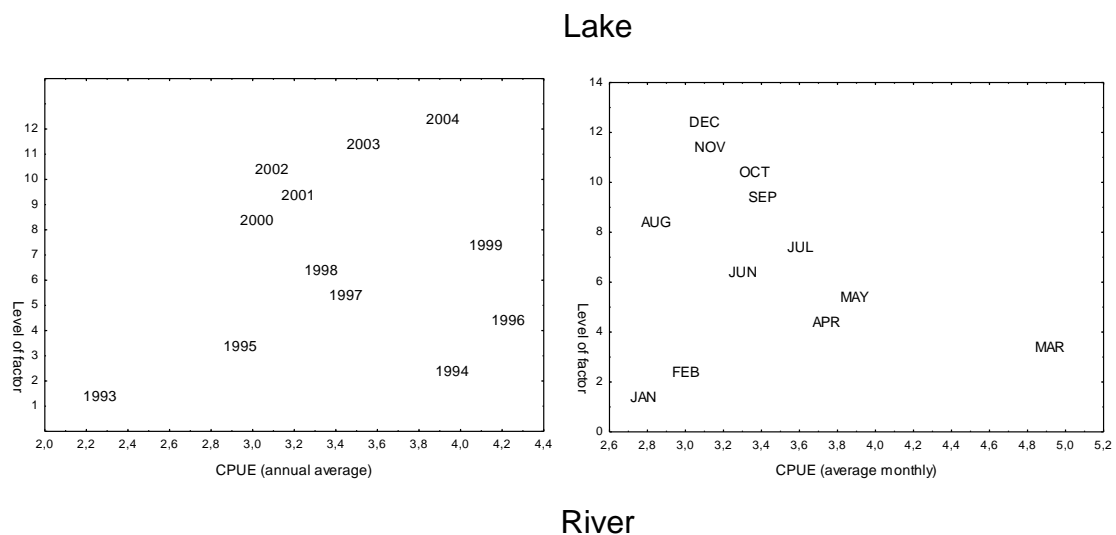 Lake
12
11
10
9
8
7
6
5
4
3
2
1
Level of factor
2004
2003
2002
2001
2000
1999
1998
1997
1996
1995
1994
1993
2,0 2,2 2,4 2,6 2,8 3,0 3,2 3,4 3,6 3,8 4,0 4,2 4,4
CPUE (annual average)
14
12
10
8
6
4
2
0
Level of factor
DEC
NOV
OCT
SEP
AUG
JUL
JUN
MAY
APR
MAR
FEB
JAN
2,6 2,8 3,0 3,2 3,4 3,6 3,8 4,0 4,2 4,4 4,6 4,8 5,0 5,2
CPUE (average monthly)
River